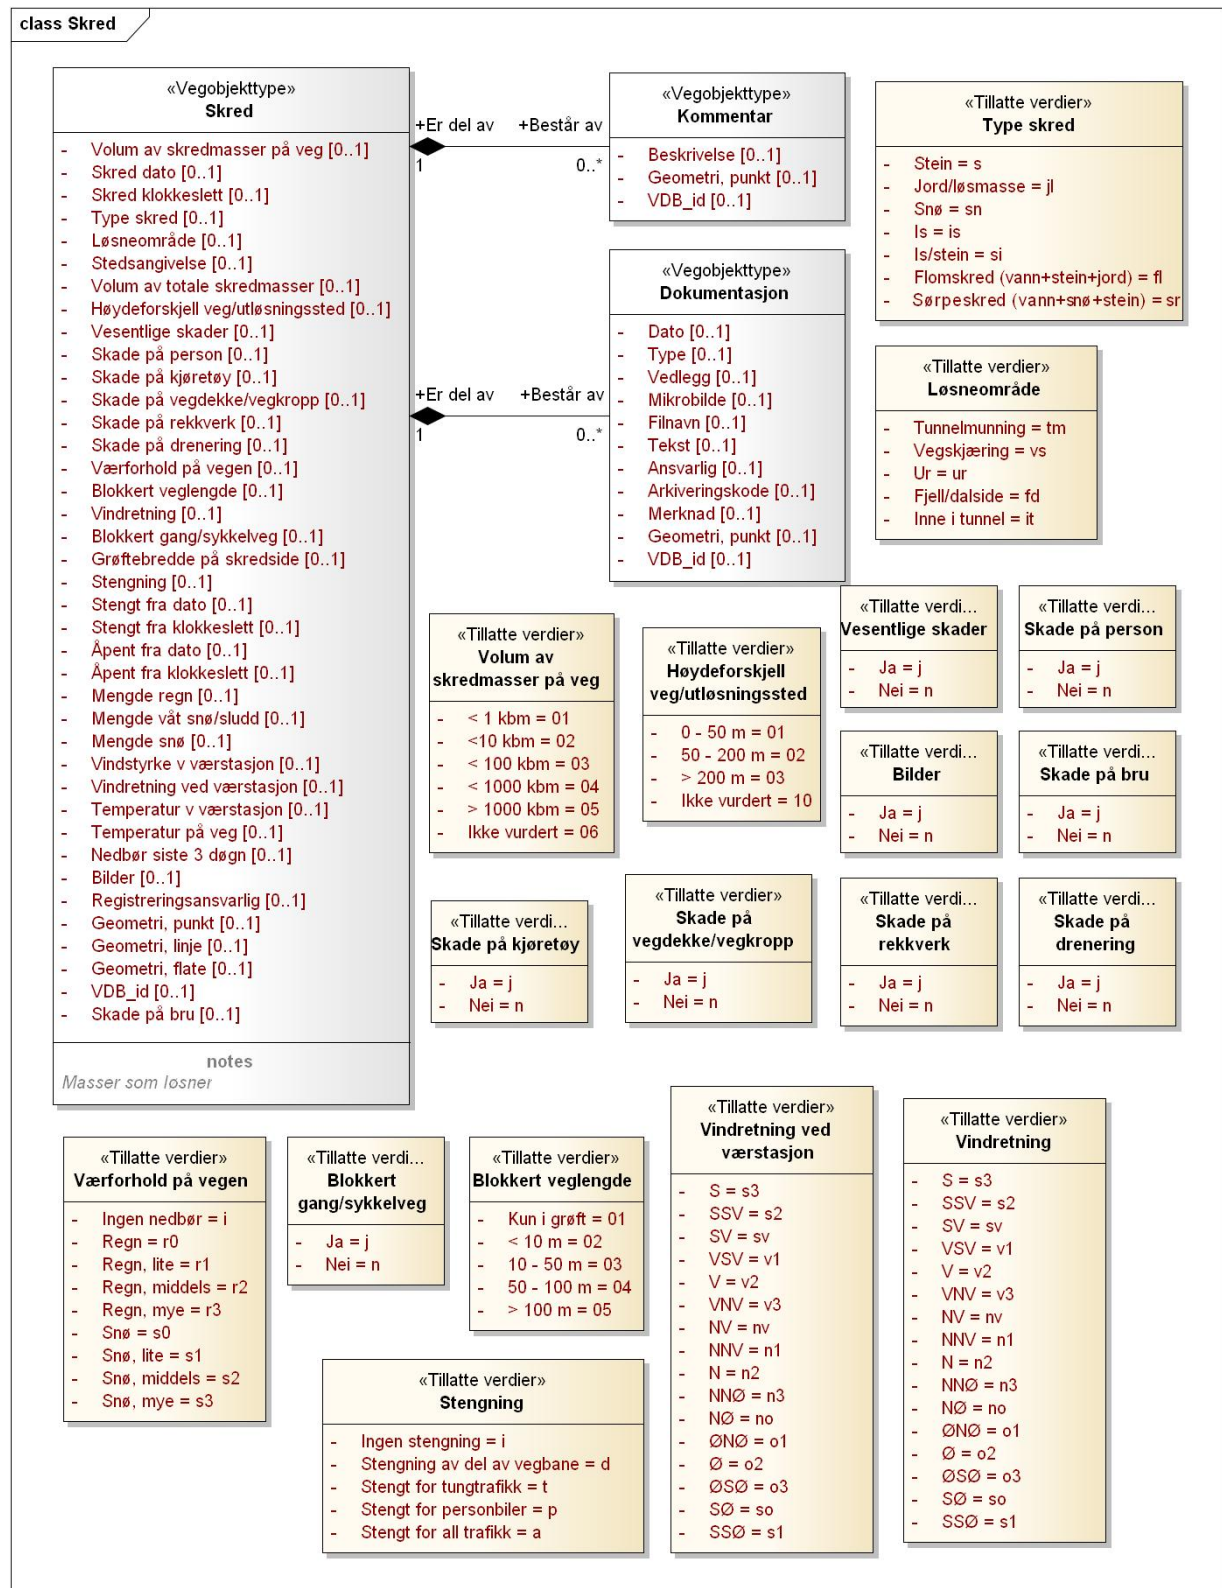 class Skred
«Vegobjekttype»
Skred
- Volum av skredmasser på veg [0..1]
- Skred dato [0..1]
- Skred klokkeslett [0..1]
- Type skred [0..1]
- Løsneområde [0..1]
- Stedsangivelse [0..1]
- Volum av totale skredmasser [0..1]
- Høydeforskjell veg/utløsningssted [0..1]
- Vesentlige skader [0..1]
- Skade på person [0..1]
- Skade på kjøretøy [0..1]
- Skade på vegdekke/vegkropp [0..1]
- Skade på rekkverk [0..1]
- Skade på drenering [0..1]
- Værforhold på vegen [0..1]
- Blokkert veglengde [0..1]
- Vindretning [0..1]
- Blokkert gang/sykkelveg [0..1]
- Grøftebredde på skredside [0..1]
- Stengning [0..1]
- Stengt fra dato [0..1]
- Stengt fra klokkeslett [0..1]
- Åpent fra dato [0..1]
- Åpent fra klokkeslett [0..1]
- Mengde regn [0..1]
- Mengde våt snø/sludd [0..1]
- Mengde snø [0..1]
- Vindstyrke v værstasjon [0..1]
- Vindretning ved værstasjon [0..1]
- Temperatur v værstasjon [0..1]
- Temperatur på veg [0..1]
- Nedbør siste 3 døgn [0..1]
- Bilder [0..1]
- Registreringsansvarlig [0..1]
- Geometri, punkt [0..1]
- Geometri, linje [0..1]
- Geometri, flate [0..1]
- VDB_id [0..1]
- Skade på bru [0..1]
notes
Masser som løsner
+Er del av
+Består av
1
0..*
«Vegobjekttype»
Kommentar
- Beskrivelse [0..1]
- Geometri, punkt [0..1]
- VDB_id [0..1]
+Er del av
+Består av
1
0..*
«Vegobjekttype»
Dokumentasjon
- Dato [0..1]
- Type [0..1]
- Vedlegg [0..1]
- Mikrobilde [0..1]
- Filnavn [0..1]
- Tekst [0..1]
- Ansvarlig [0..1]
- Arkiveringskode [0..1]
- Merknad [0..1]
- Geometri, punkt [0..1]
- VDB_id [0..1]
«Tillatte verdier»
Type skred
- Stein = s
- Jord/løsmasse = jl
- Snø = sn
- Is = is
- Is/stein = si
- Flomskred (vann+stein+jord) = fl
- Sørpeskred (vann+snø+stein) = sr
«Tillatte verdier»
Løsneområde
- Tunnelmunning = tm
- Vegskjæring = vs
- Ur = ur
- Fjell/dalside = fd
- Inne i tunnel = it
«Tillatte verdier»
Volum av
skredmasser på veg
- < 1 kbm = 01
- <10 kbm = 02
- < 100 kbm = 03
- < 1000 kbm = 04
- > 1000 kbm = 05
- Ikke vurdert = 06
«Tillatte verdier»
Høydeforskjell
veg/utløsningssted
- 0 - 50 m = 01
- 50 - 200 m = 02
- > 200 m = 03
- Ikke vurdert = 10
«Tillatte verdi...
Vesentlige skader
- Ja = j
- Nei = n
«Tillatte verdi...
Skade på person
- Ja = j
- Nei = n
«Tillatte verdier»
Bilder
- Ja = j
- Nei = n
«Tillatte verdier»
Skade på bru
- Ja = j
- Nei = n
«Tillatte verdi...
Skade på kjøretøy
- Ja = j
- Nei = n
«Tillatte verdier»
Skade på
vegdekke/vegkropp
- Ja = j
- Nei = n
«Tillatte verdier»
Skade på
rekkverk
- Ja = j
- Nei = n
«Tillatte verdier»
Skade på
drenering
- Ja = j
- Nei = n
«Tillatte verdier»
Værforhold på vegen
- Ingen nedbør = i
- Regn = r0
- Regn, lite = r1
- Regn, middels = r2
- Regn, mye = r3
- Snø = s0
- Snø, lite = s1
- Snø, middels = s2
- Snø, mye = s3
«Tillatte verdi...
Blokkert
gang/sykkelveg
- Ja = j
- Nei = n
«Tillatte verdier»
Blokkert veglengde
- Kun i grøft = 01
- < 10 m = 02
- 10 - 50 m = 03
- 50 - 100 m = 04
- > 100 m = 05
«Tillatte verdier»
Stengning
- Ingen stengning = i
- Stengning av del av vegbane = d
- Stengt for tungtrafikk = t
- Stengt for personbiler = p
- Stengt for all trafikk = a
«Tillatte verdier»
Vindretning ved
værstasjon
- S = s3
- SSV = s2
- SV = sv
- VSV = v1
- V = v2
- VNV = v3
- NV = nv
- NNV = n1
- N = n2
- NNØ = n3
- NØ = no
- ØNØ = o1
- Ø = o2
- ØSØ = o3
- SØ = so
- SSØ = s1
«Tillatte verdier»
Vindretning
- S = s3
- SSV = s2
- SV = sv
- VSV = v1
- V = v2
- VNV = v3
- NV = nv
- NNV = n1
- N = n2
- NNØ = n3
- NØ = no
- ØNØ = o1
- Ø = o2
- ØSØ = o3
- SØ = so
- SSØ = s1